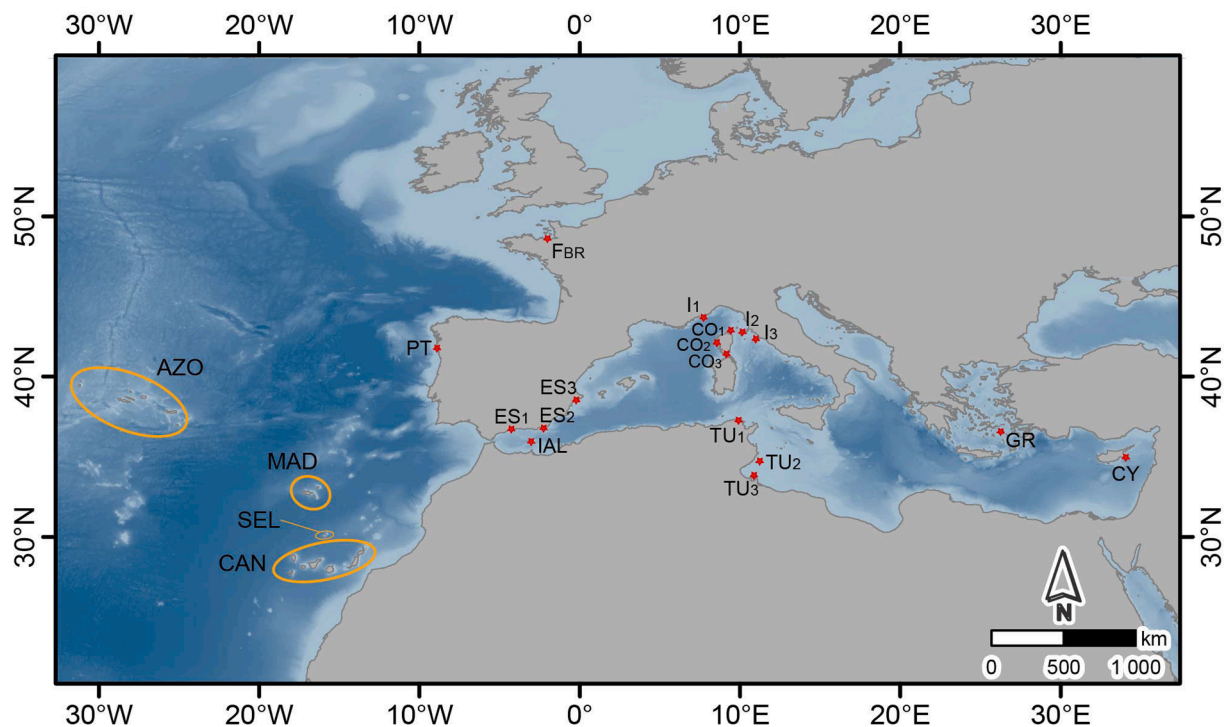 30°W 20°W 10°W 0° 10°E 20°E 30°E
50°N 50°N
FBR
I1
I2
CO1
I3
PT
CO2
CO3
AZO
40°N 40°N
ES3
ES1 ES2
TU1
GR
IAL
MAD
TU2
CY
TU3
SEL
30°N 30°N
CAN
N
km
0 500 1 000
30°W 20°W 10°W 0° 10°E 20°E 30°E